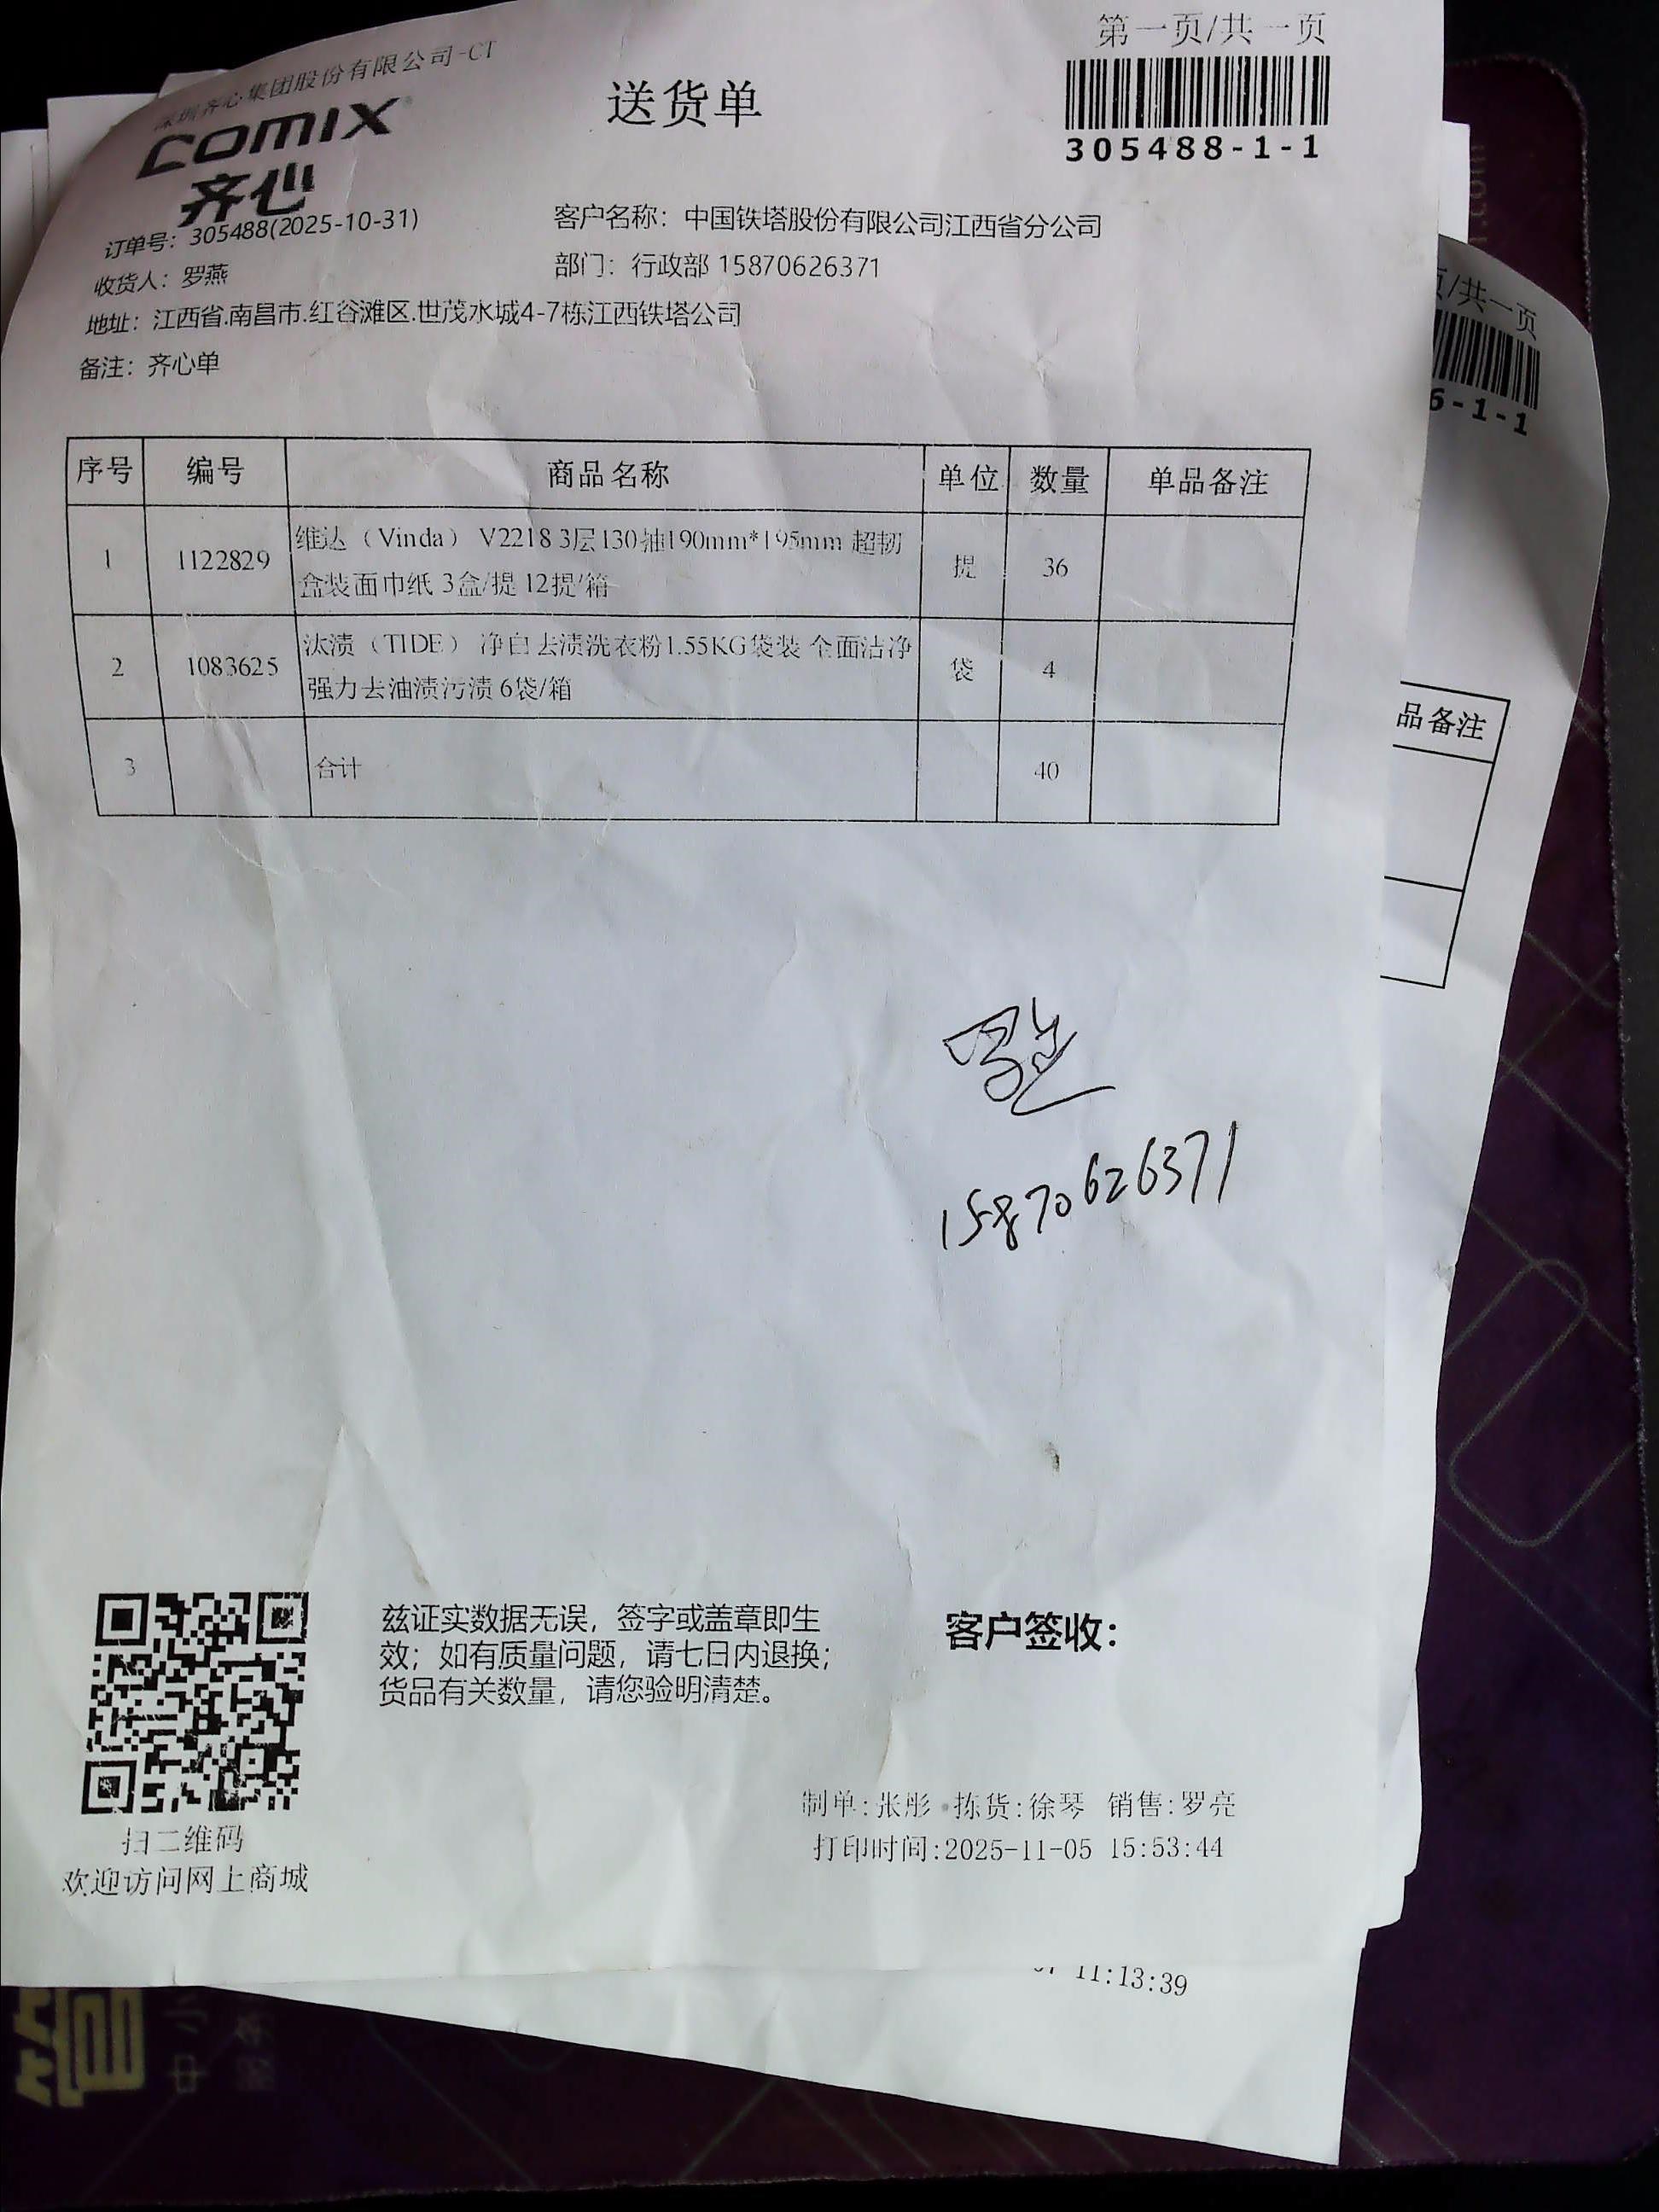 深圳齐心集团股份有限公司-CT
COMIX
齐心
送货单
第一页/共一页
305488-1-1
订单号：305488(2025-10-31)
客户名称：中国铁塔股份有限公司江西省分公司
收货人：罗燕
部门：行政部 15870626371
地址：江西省.南昌市.红谷滩区.世茂水城4-7栋江西铁塔公司
备注：齐心单
序号 编号 商品名称 单位 数量 单品备注
1 1122829 维达（Vinda） V2218 3层130抽190mm*195mm 超韧
盒装面巾纸 3盒/提 12提/箱 提 36
2 1083625 汰渍（TIDE） 净白去渍洗衣粉1.55KG袋装 全面洁净
强力去油渍污渍 6袋/箱 袋 4
3 合计 40
15870626371
兹证实数据无误，签字或盖章即生
效；如有质量问题，请七日内退换；
货品有关数量，请您验明清楚。
客户签收：
扫二维码
欢迎访问网上商城
制单:张彤 拣货:徐琴 销售:罗亮
打印时间:2025-11-05 15:53:44
页/共一页
6-1-1
品备注
11:13:39